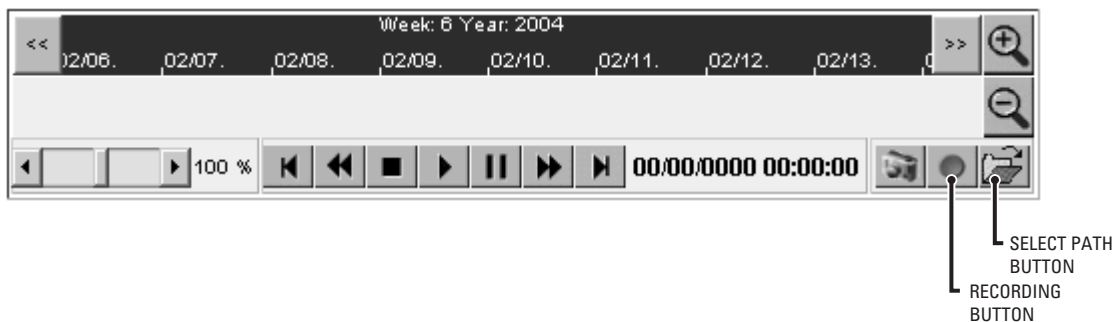 Week: 6 Year: 2004
<< 02/06. 02/07. 02/08. 02/09. 02/10. 02/11. 02/12. 02/13. >>
100 % 00/00/0000 00:00:00
SELECT PATH
BUTTON
RECORDING
BUTTON